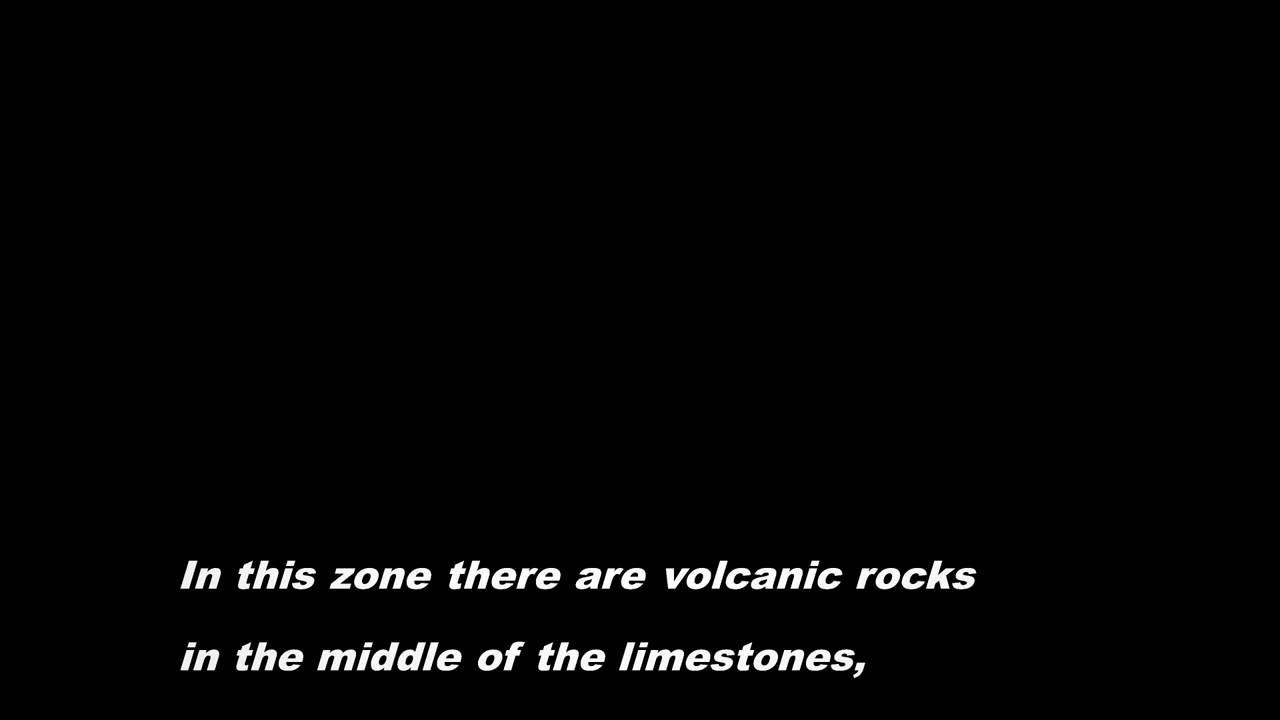 In this zone there are volcanic rocks
in the middle of the limestones,